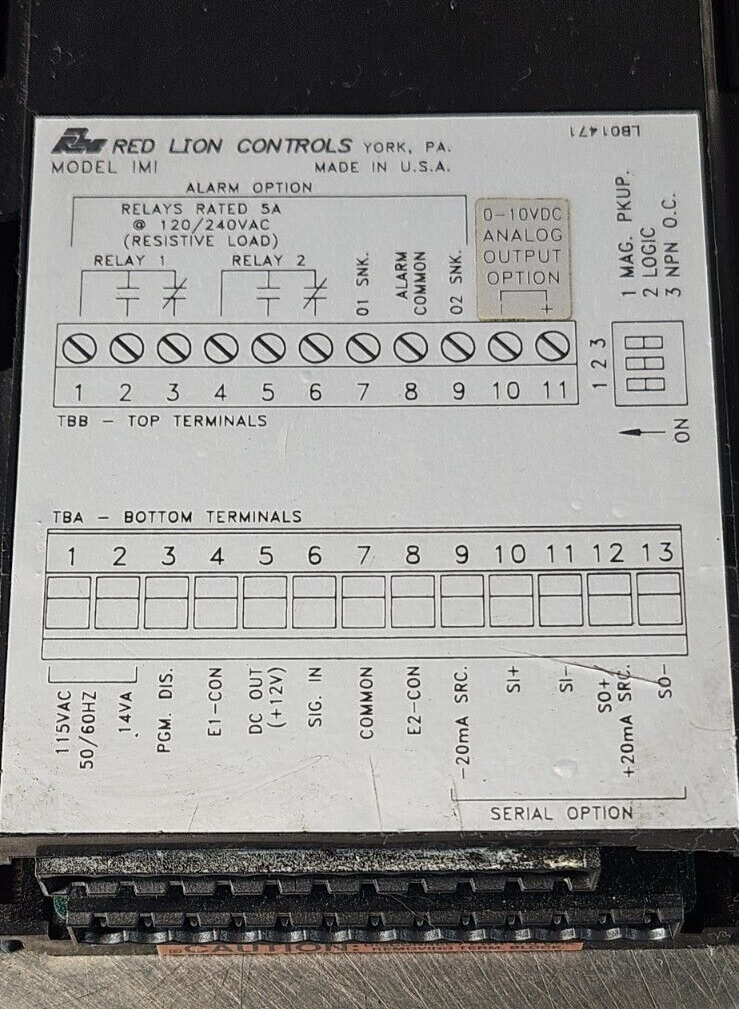 RED LION CONTROLS YORK, PA.
MODEL IMI MADE IN U.S.A.
LB01471
ALARM OPTION
RELAYS RATED 5A
@ 120/240VAC
(RESISTIVE LOAD)
RELAY 1 RELAY 2
O1 SNK.
ALARM
COMMON
O2 SNK.
0-10VDC
ANALOG
OUTPUT
OPTION
- +
1 MAG. PKUP.
2 LOGIC
3 NPN O.C.
1 2 3
ON
1 2 3 4 5 6 7 8 9 10 11
TBB - TOP TERMINALS
TBA - BOTTOM TERMINALS
1 2 3 4 5 6 7 8 9 10 11 12 13
115VAC
50/60HZ
14VA
PGM. DIS.
E1-CON
DC OUT
(+12V)
SIG. IN
COMMON
E2-CON
-20mA SRC.
SI+
SI-
SO+
+20mA SRC.
SO-
SERIAL OPTION
CAUTION: